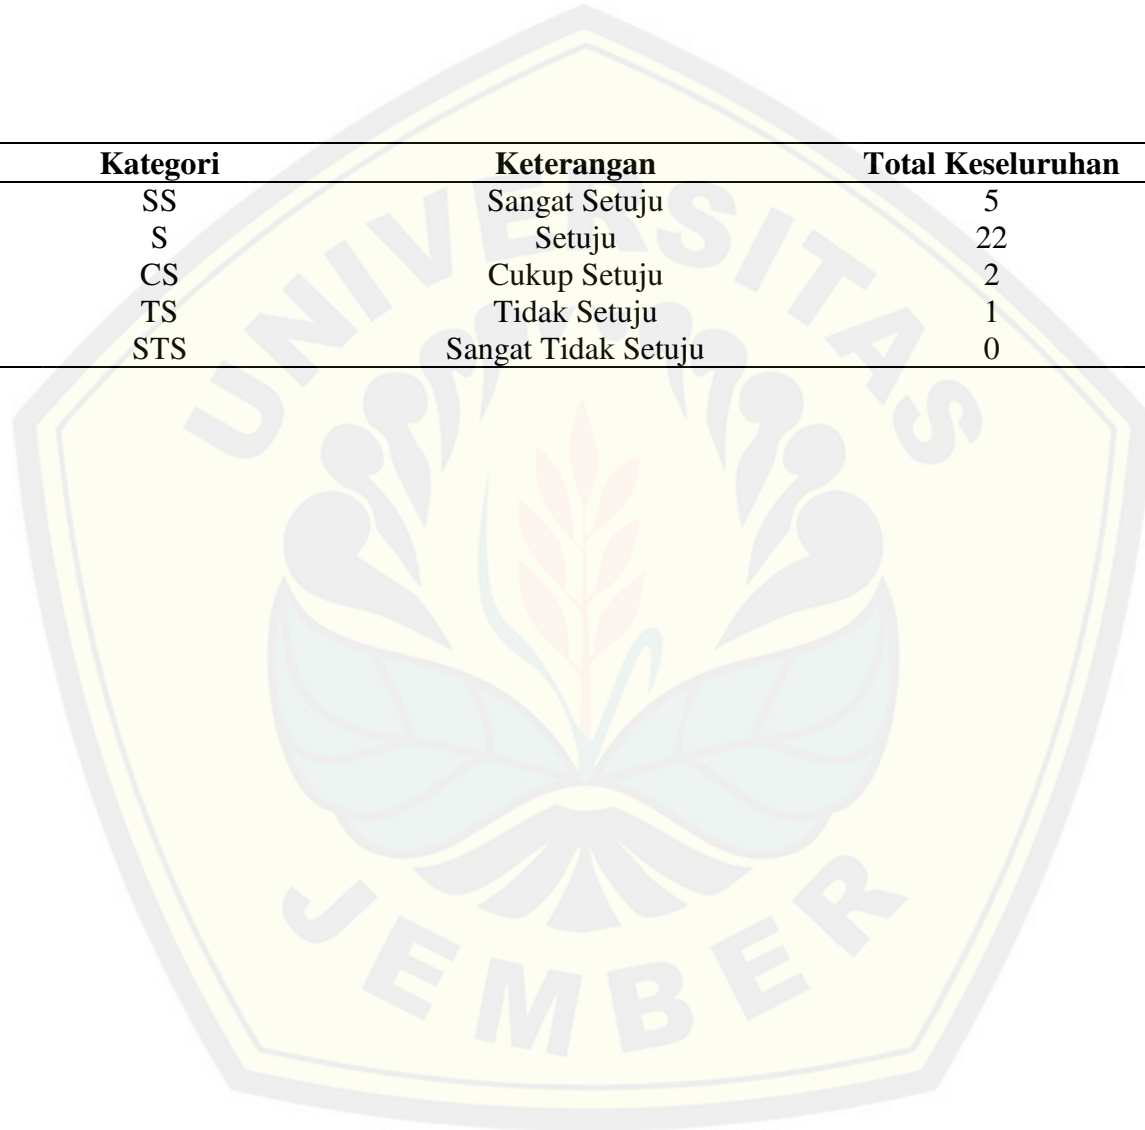 Kategori Keterangan Total Keseluruhan
SS Sangat Setuju 5
S Setuju 22
CS Cukup Setuju 2
TS Tidak Setuju 1
STS Sangat Tidak Setuju 0
UNIVERSITAS
JEMBER